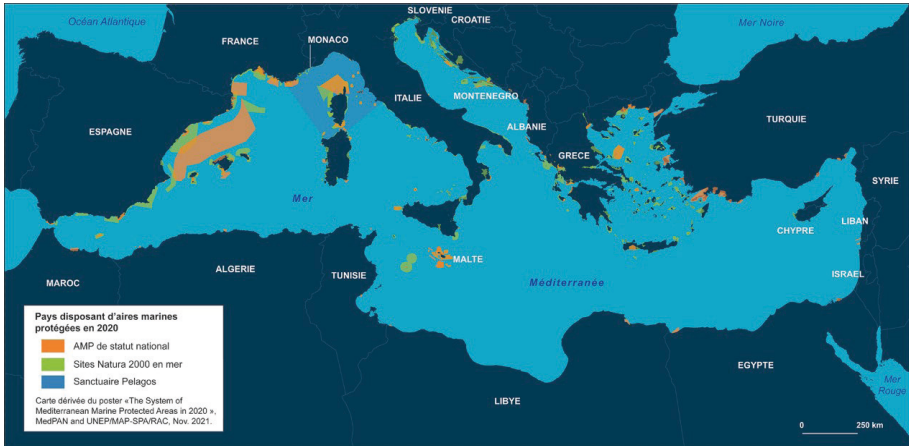 SLOVENIE
CROATIE
Océan Atlantique
Mer Noire
FRANCE
MONACO
ITALIE
MONTENEGRO
ESPAGNE
ALBANIE
TURQUIE
GRECE
SYRIE
Mer
LIBAN
CHYPRE
MALTE
MAROC
ALGERIE
TUNISIE
ISRAEL
Méditerranée
Pays disposant d'aires marines
protégées en 2020
AMP de statut national
Sites Natura 2000 en mer
Sanctuaire Pelagos
Carte dérivée du poster «The System of
Mediterranean Marine Protected Areas in 2020 »,
MedPAN and UNEP/MAP-SPA/RAC, Nov. 2021.
EGYPTE
LIBYE
Mer
Rouge
0 250 km